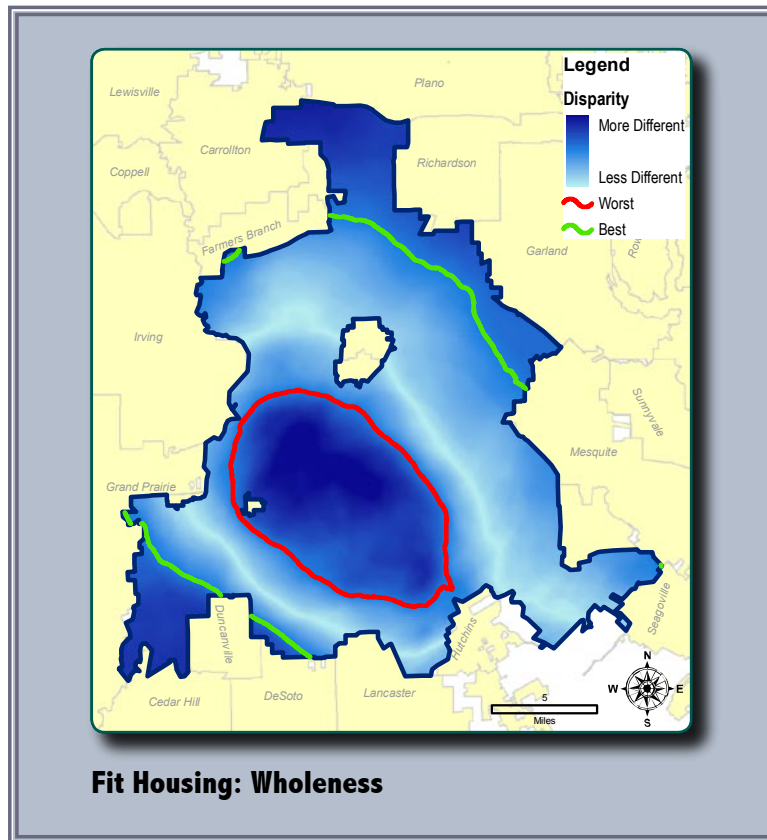 Legend
Disparity
More Different
Less Different
Worst
Best
Lewisville
Plano
Carrollton
Coppell
Richardson
Farmers Branch
Garland
Irving
Sunnyvale
Mesquite
Grand Prairie
Seagoville
Duncanville
Hutchins
Cedar Hill
DeSoto
Lancaster
5
Miles
N
W
E
S
Fit Housing: Wholeness